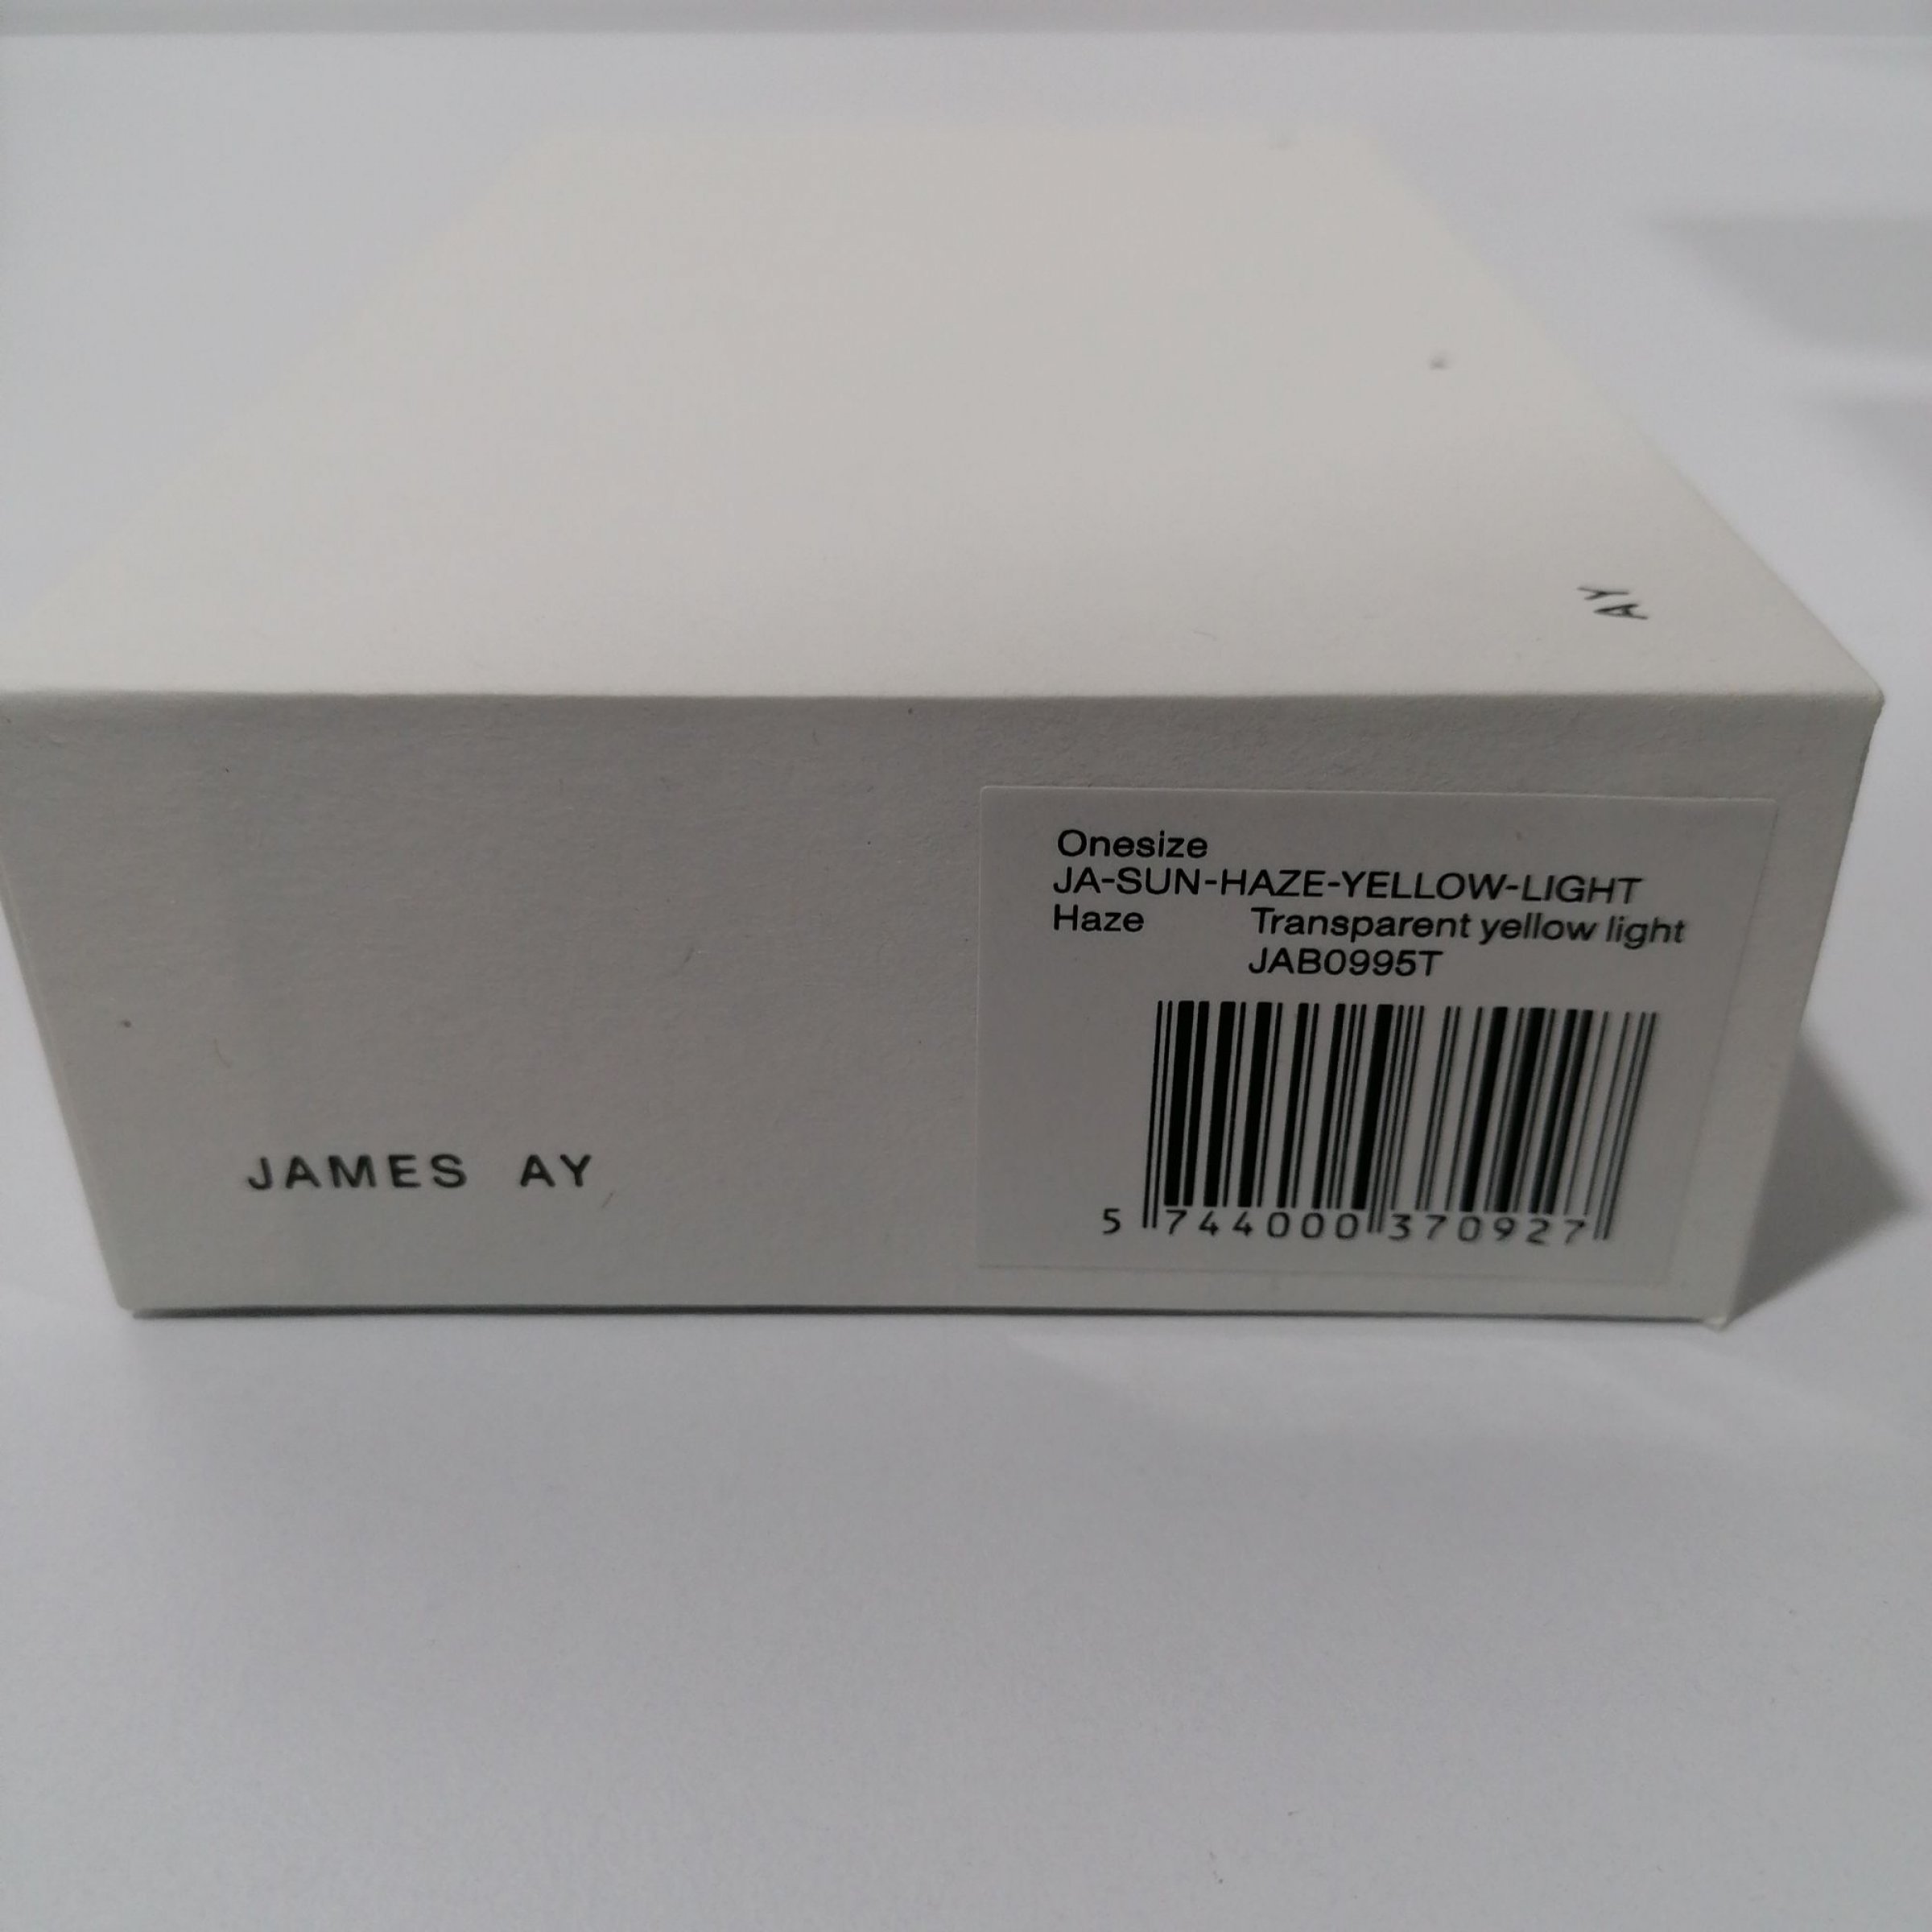 AY
Onesize
JA-SUN-HAZE-YELLOW-LIGHT
Haze Transparent yellow light
JAB0995T
5 744000 370927
JAMES AY